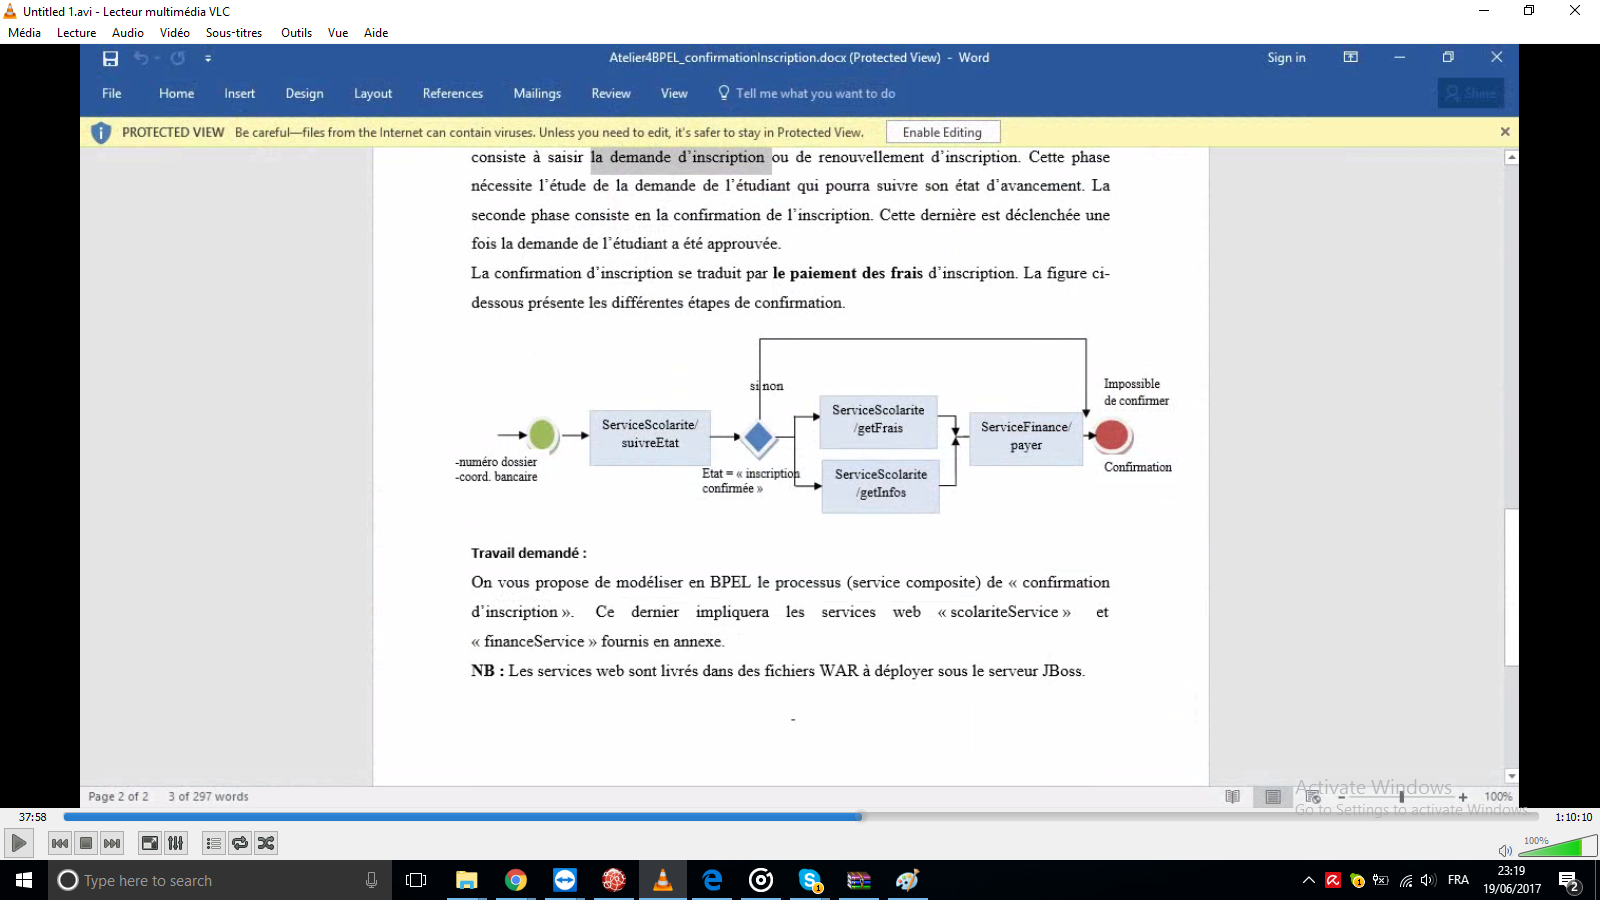 Untitled 1.avi - Lecteur multimédia VLC
Média Lecture Audio Vidéo Sous-titres Outils Vue Aide
Atelier4BPEL_confirmationInscription.docx (Protected View) - Word
Sign in
File Home Insert Design Layout References Mailings Review View Tell me what you want to do Share
PROTECTED VIEW Be careful—files from the Internet can contain viruses. Unless you need to edit, it's safer to stay in Protected View. Enable Editing
consiste à saisir la demande d'inscription ou de renouvellement d'inscription. Cette phase
nécessite l'étude de la demande de l'étudiant qui pourra suivre son état d'avancement. La
seconde phase consiste en la confirmation de l'inscription. Cette dernière est déclenchée une
fois la demande de l'étudiant a été approuvée.
La confirmation d'inscription se traduit par le paiement des frais d'inscription. La figure ci-
dessous présente les différentes étapes de confirmation.
si non
Impossible
de confirmer
ServiceScolarite/
suivreEtat
ServiceScolarite
/getFrais
ServiceFinance/
payer
-numéro dossier
-coord. bancaire
Etat = « inscription
confirmée »
ServiceScolarite
/getInfos
Confirmation
Travail demandé :
On vous propose de modéliser en BPEL le processus (service composite) de « confirmation
d'inscription ». Ce dernier impliquera les services web « scolariteService » et
« financeService » fournis en annexe.
NB : Les services web sont livrés dans des fichiers WAR à déployer sous le serveur JBoss.
Activate Windows
Go to Settings to activate Windows.
Page 2 of 2 3 of 297 words 100%
37:58 1:10:10
100%
Type here to search
1
1
FRA
23:19
19/06/2017
2